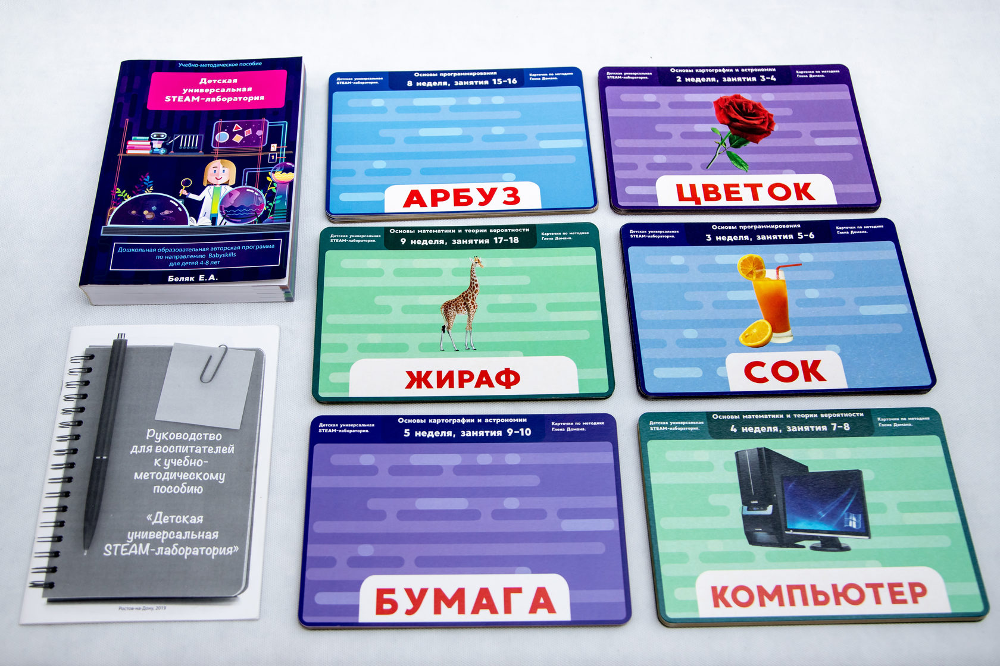 Учебно-методическое пособие
Детская
универсальная
STEAM-лаборатория
1
Дошкольная образовательная авторская программа
по направлению Babyskills
для детей 4-8 лет
Беляк Е.А.
Руководство
для воспитателей
к учебно-
методическому
пособию
«Детская
универсальная
STEAM-лаборатория»
Ростов-на-Дону, 2019
Детская универсальная
STEAM-лаборатория.
Основы программирования
8 неделя, занятия 15-16
Карточки по методике
Глена Домана.
АРБУЗ
Детская универсальная
STEAM-лаборатория.
Основы картографии и астрономии
2 неделя, занятия 3-4
Карточки по методике
Глена Домана.
ЦВЕТОК
Детская универсальная
STEAM-лаборатория.
Основы математики и теории вероятности
9 неделя, занятия 17-18
Карточки по методике
Глена Домана.
ЖИРАФ
Детская универсальная
STEAM-лаборатория.
Основы программирования
3 неделя, занятия 5-6
Карточки по методике
Глена Домана.
СОК
Детская универсальная
STEAM-лаборатория.
Основы картографии и астрономии
5 неделя, занятия 9-10
Карточки по методике
Глена Домана.
БУМАГА
Детская универсальная
STEAM-лаборатория.
Основы математики и теории вероятности
4 неделя, занятия 7-8
Карточки по методике
Глена Домана.
КОМПЬЮТЕР